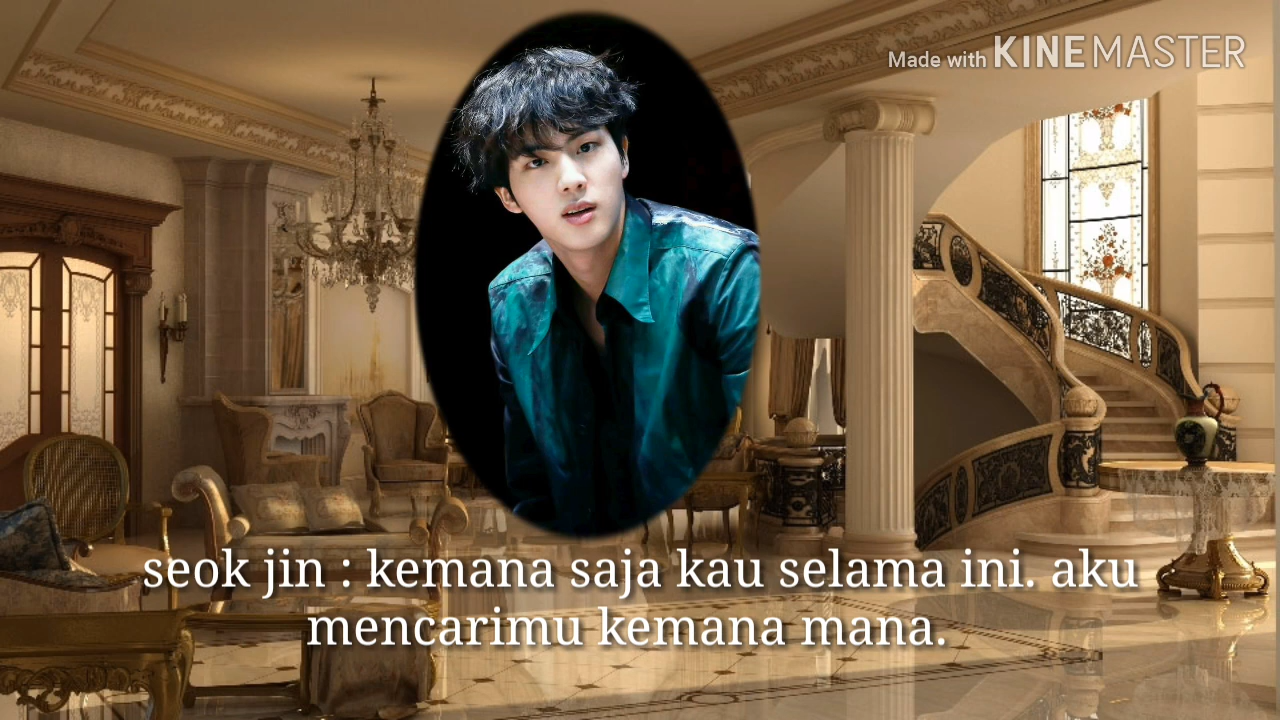 Made with KINEMASTER
seok jin : kemana saja kau selama ini. aku
mencarimu kemana mana.